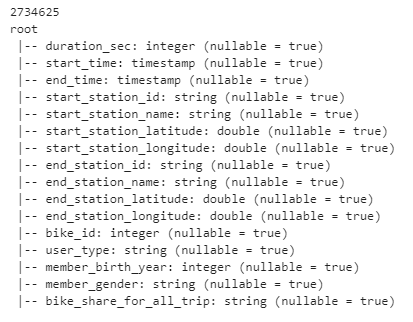 2734625
root
 |-- duration_sec: integer (nullable = true)
 |-- start_time: timestamp (nullable = true)
 |-- end_time: timestamp (nullable = true)
 |-- start_station_id: string (nullable = true)
 |-- start_station_name: string (nullable = true)
 |-- start_station_latitude: double (nullable = true)
 |-- start_station_longitude: double (nullable = true)
 |-- end_station_id: string (nullable = true)
 |-- end_station_name: string (nullable = true)
 |-- end_station_latitude: double (nullable = true)
 |-- end_station_longitude: double (nullable = true)
 |-- bike_id: integer (nullable = true)
 |-- user_type: string (nullable = true)
 |-- member_birth_year: integer (nullable = true)
 |-- member_gender: string (nullable = true)
 |-- bike_share_for_all_trip: string (nullable = true)